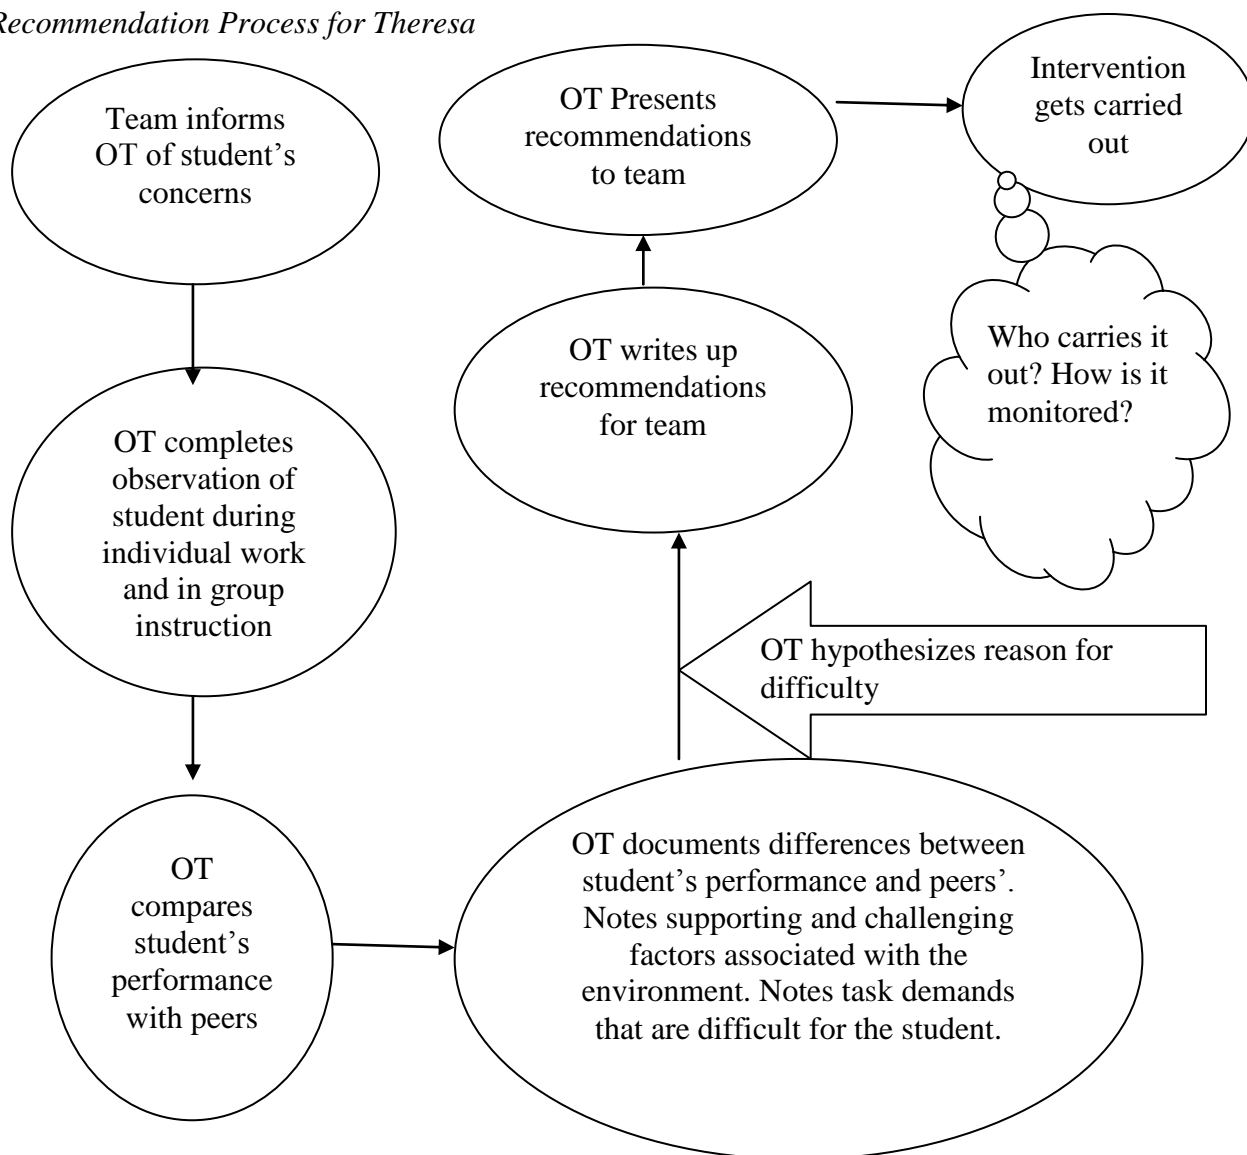 Recommendation Process for Theresa
Team informs
OT of student’s
concerns
OT completes
observation of
student during
individual work
and in group
instruction
OT
compares
student’s
performance
with peers
OT documents differences between
student’s performance and peers’.
Notes supporting and challenging
factors associated with the
environment. Notes task demands
that are difficult for the student.
OT hypothesizes reason for
difficulty
OT writes up
recommendations
for team
OT Presents
recommendations
to team
Intervention
gets carried
out
Who carries it
out? How is it
monitored?